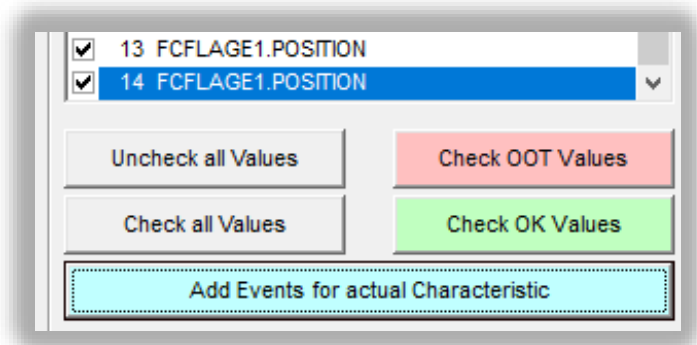 13 FCFLAGE1.POSITION
14 FCFLAGE1.POSITION
Uncheck all Values
Check OOT Values
Check all Values
Check OK Values
Add Events for actual Characteristic